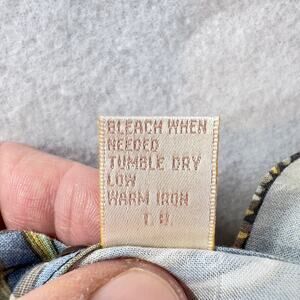 BLEACH WHEN
NEEDED
TUMBLE DRY
LOW
WARM IRON